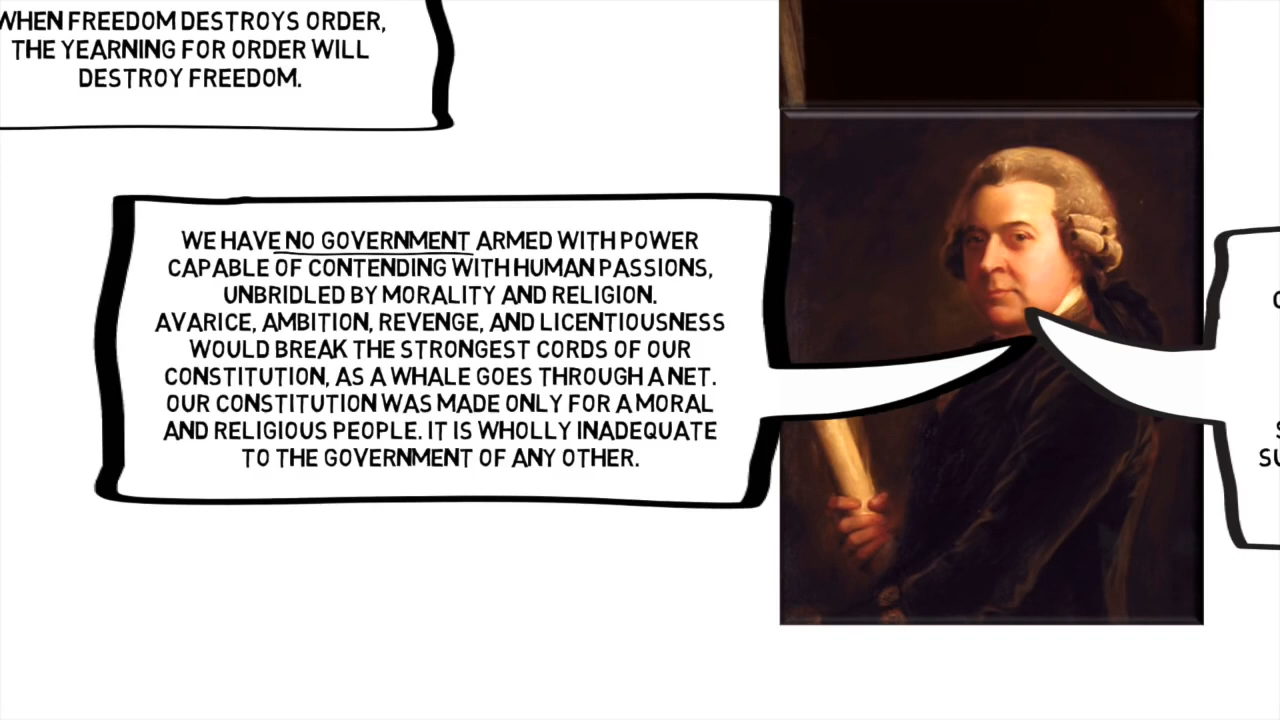 WHEN FREEDOM DESTROYS ORDER,
THE YEARNING FOR ORDER WILL
DESTROY FREEDOM.
WE HAVE NO GOVERNMENT ARMED WITH POWER
CAPABLE OF CONTENDING WITH HUMAN PASSIONS,
UNBRIDLED BY MORALITY AND RELIGION.
AVARICE, AMBITION, REVENGE, AND LICENTIOUSNESS
WOULD BREAK THE STRONGEST CORDS OF OUR
CONSTITUTION, AS A WHALE GOES THROUGH A NET.
OUR CONSTITUTION WAS MADE ONLY FOR A MORAL
AND RELIGIOUS PEOPLE. IT IS WHOLLY INADEQUATE
TO THE GOVERNMENT OF ANY OTHER.